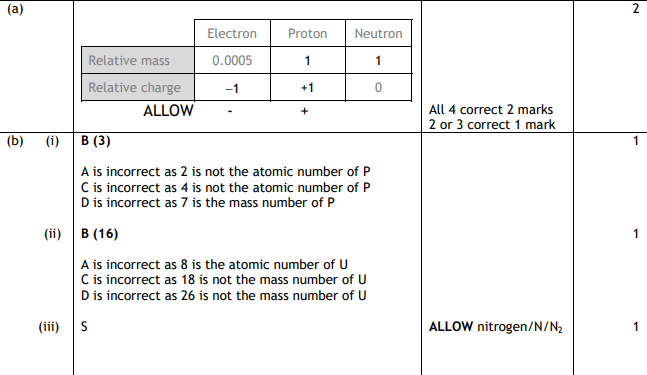 (a) 2
Electron Proton Neutron
Relative mass 0.0005 1 1
Relative charge –1 +1 0
ALLOW - +
All 4 correct 2 marks
2 or 3 correct 1 mark
(b) (i) B (3) 1
A is incorrect as 2 is not the atomic number of P
C is incorrect as 4 is not the atomic number of P
D is incorrect as 7 is the mass number of P
(ii) B (16) 1
A is incorrect as 8 is the atomic number of U
C is incorrect as 18 is not the mass number of U
D is incorrect as 26 is not the mass number of U
(iii) S ALLOW nitrogen/N/N₂ 1